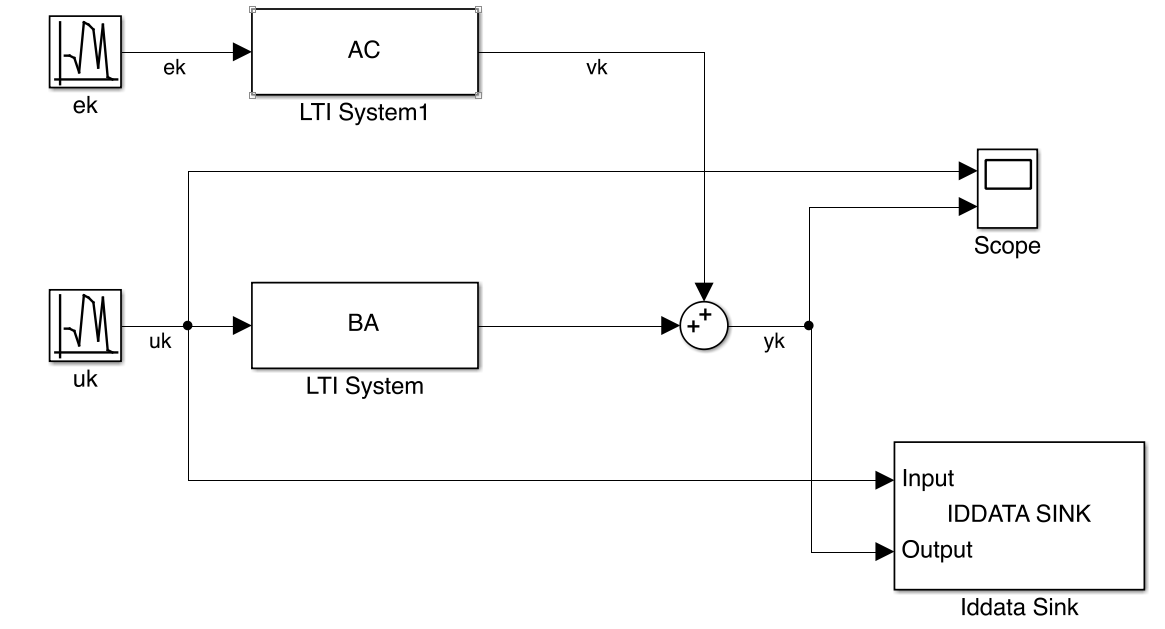 AC
ek
vk
ek
LTI System1
Scope
BA
uk
yk
uk
LTI System
Input
IDDATA SINK
Output
Iddata Sink